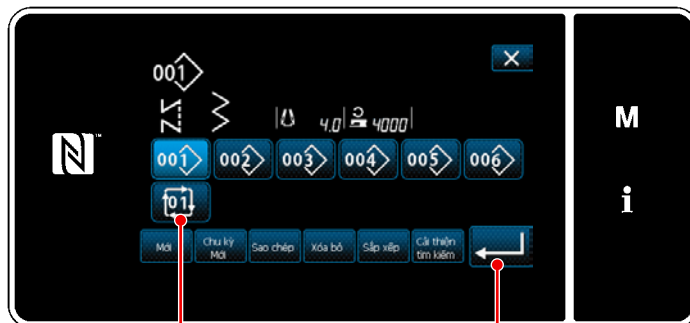 001
4.0 4000
001 002 003 004 005 006
01
Mới Chu kỳ Mới Sao chép Xóa bỏ Sắp xếp Cải thiện tìm kiếm
M
i